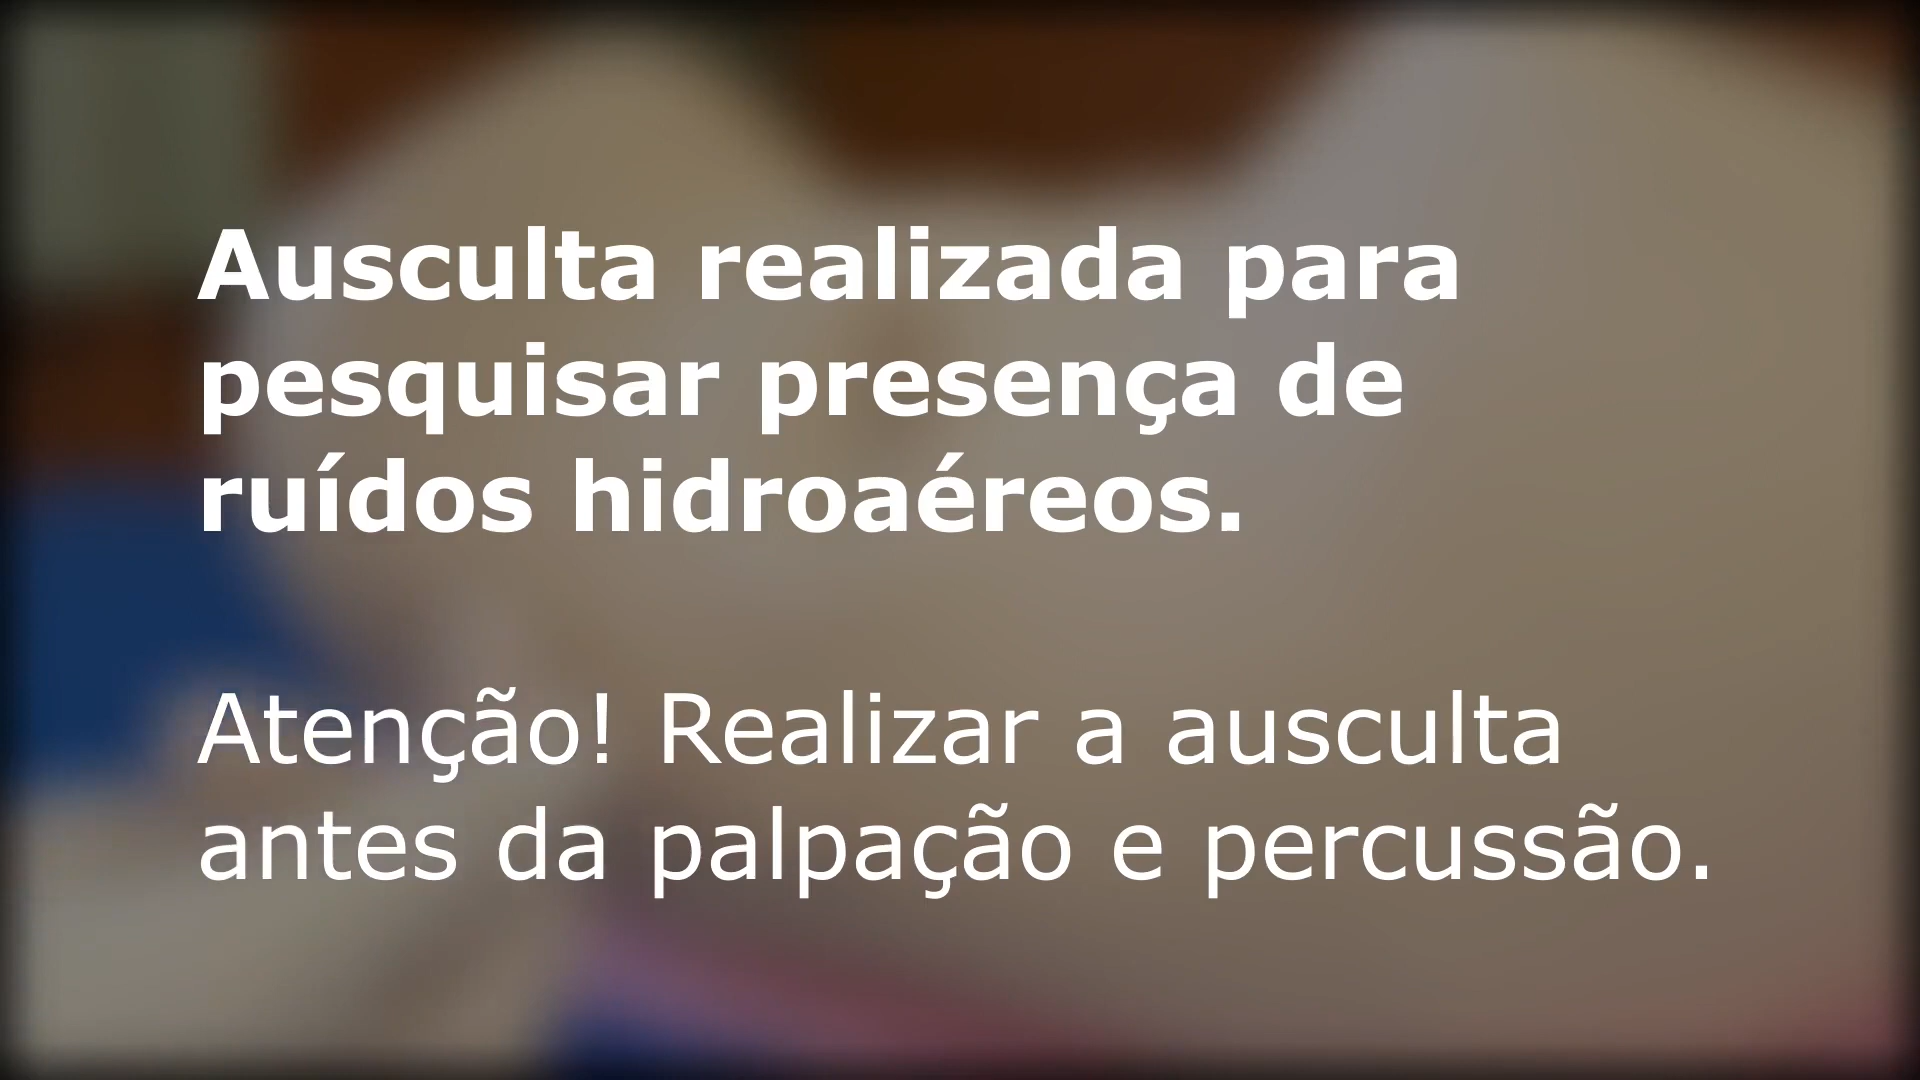 Ausculta realizada para
pesquisar presença de
ruídos hidroaéreos.
Atenção! Realizar a ausculta
antes da palpação e percussão.